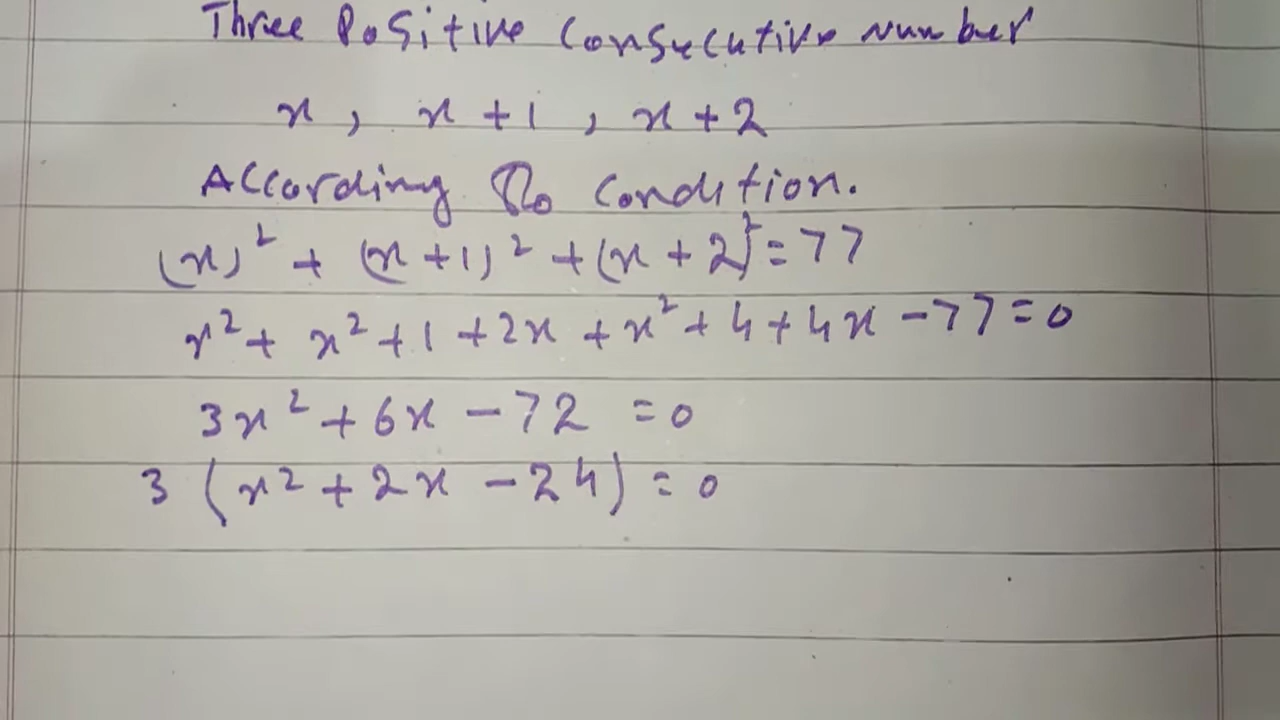 Three Positive Consecutive number
x, x+1, x+2
According To Condition.
(x)² + (x+1)² + (x+2)² = 77
x² + x² + 1 + 2x + x² + 4 + 4x - 77 = 0
3x² + 6x - 72 = 0
3 (x² + 2x - 24) = 0